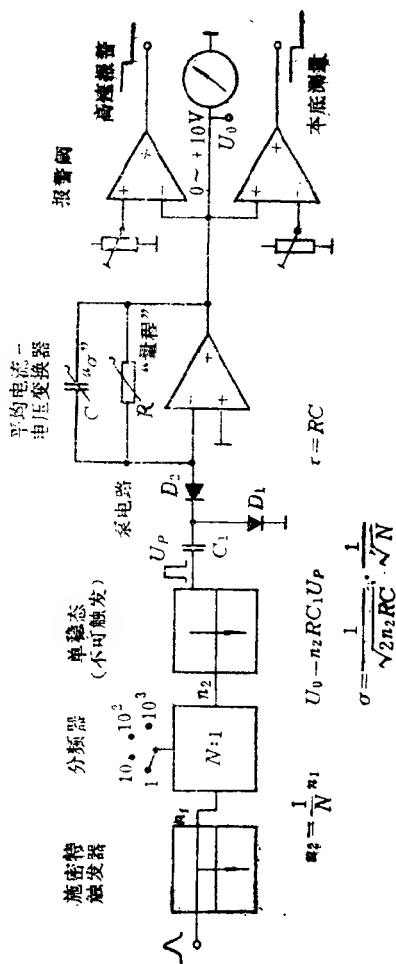 施密特
触发器
n₁
分频器
1
10
10²
10³
N:1
n₂
单稳态
(不可触发)
U_P
C₁
泵电路
D₂
D₁
平均电流-
电压变换器
C “σ”
R “量程”
报警阈
高速报警
0~+10V
U₀
本底测量
n₂=1/N n₁
U₀-n₂RC₁U_P
τ=RC
σ=1/√(2n₂RC)·1/√N